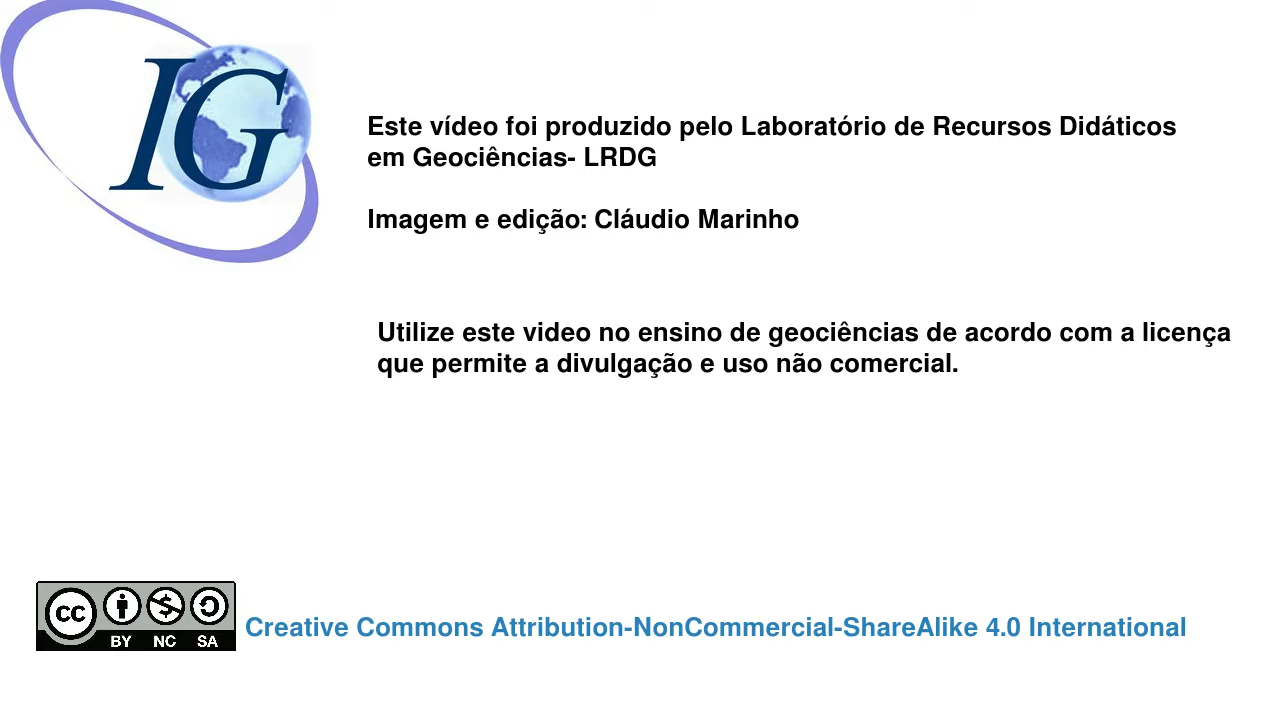 IG
Este vídeo foi produzido pelo Laboratório de Recursos Didáticos
em Geociências- LRDG
Imagem e edição: Cláudio Marinho
Utilize este video no ensino de geociências de acordo com a licença
que permite a divulgação e uso não comercial.
cc
BY NC SA
Creative Commons Attribution-NonCommercial-ShareAlike 4.0 International